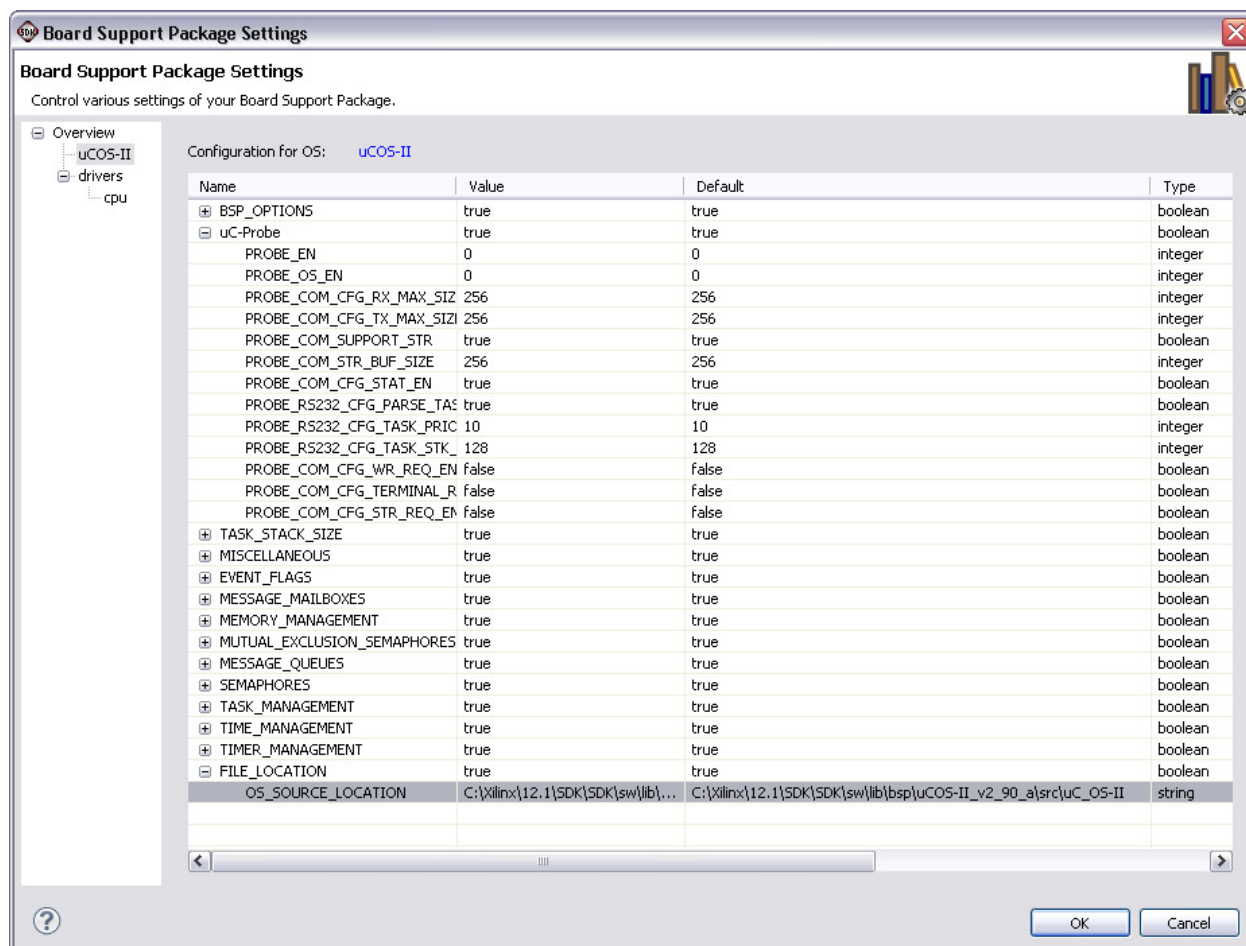 Board Support Package Settings
Board Support Package Settings
Control various settings of your Board Support Package.
Overview
uCOS-II
drivers
cpu
Configuration for OS: uCOS-II
Name Value Default Type
BSP_OPTIONS true true boolean
uC-Probe true true boolean
PROBE_EN 0 0 integer
PROBE_OS_EN 0 0 integer
PROBE_COM_CFG_RX_MAX_SIZ 256 256 integer
PROBE_COM_CFG_TX_MAX_SIZI 256 256 integer
PROBE_COM_SUPPORT_STR true true boolean
PROBE_COM_STR_BUF_SIZE 256 256 integer
PROBE_COM_CFG_STAT_EN true true boolean
PROBE_RS232_CFG_PARSE_TAS true true boolean
PROBE_RS232_CFG_TASK_PRIO 10 10 integer
PROBE_RS232_CFG_TASK_STK_ 128 128 integer
PROBE_COM_CFG_WR_REQ_EN false false boolean
PROBE_COM_CFG_TERMINAL_R false false boolean
PROBE_COM_CFG_STR_REQ_EN false false boolean
TASK_STACK_SIZE true true boolean
MISCELLANEOUS true true boolean
EVENT_FLAGS true true boolean
MESSAGE_MAILBOXES true true boolean
MEMORY_MANAGEMENT true true boolean
MUTUAL_EXCLUSION_SEMAPHORES true true boolean
MESSAGE_QUEUES true true boolean
SEMAPHORES true true boolean
TASK_MANAGEMENT true true boolean
TIME_MANAGEMENT true true boolean
TIMER_MANAGEMENT true true boolean
FILE_LOCATION true true boolean
OS_SOURCE_LOCATION C:\Xilinx\12.1\SDK\SDK\sw\lib\... C:\Xilinx\12.1\SDK\SDK\sw\lib\bsp\uCOS-II_v2_90_a\src\uC_OS-II string
OK Cancel